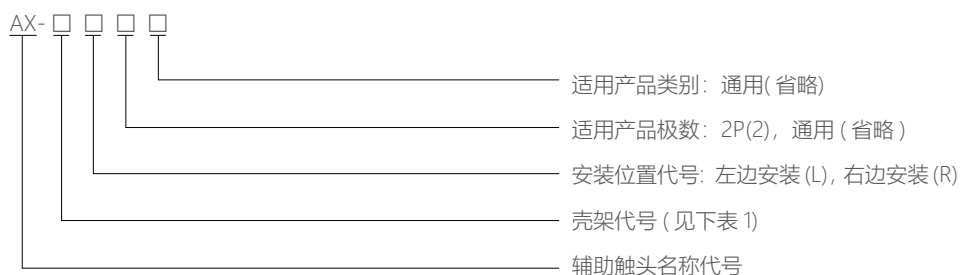 AX-□ □ □ □
适用产品类别：通用(省略)
适用产品极数：2P(2)，通用(省略)
安装位置代号: 左边安装(L), 右边安装(R)
壳架代号(见下表1)
辅助触头名称代号